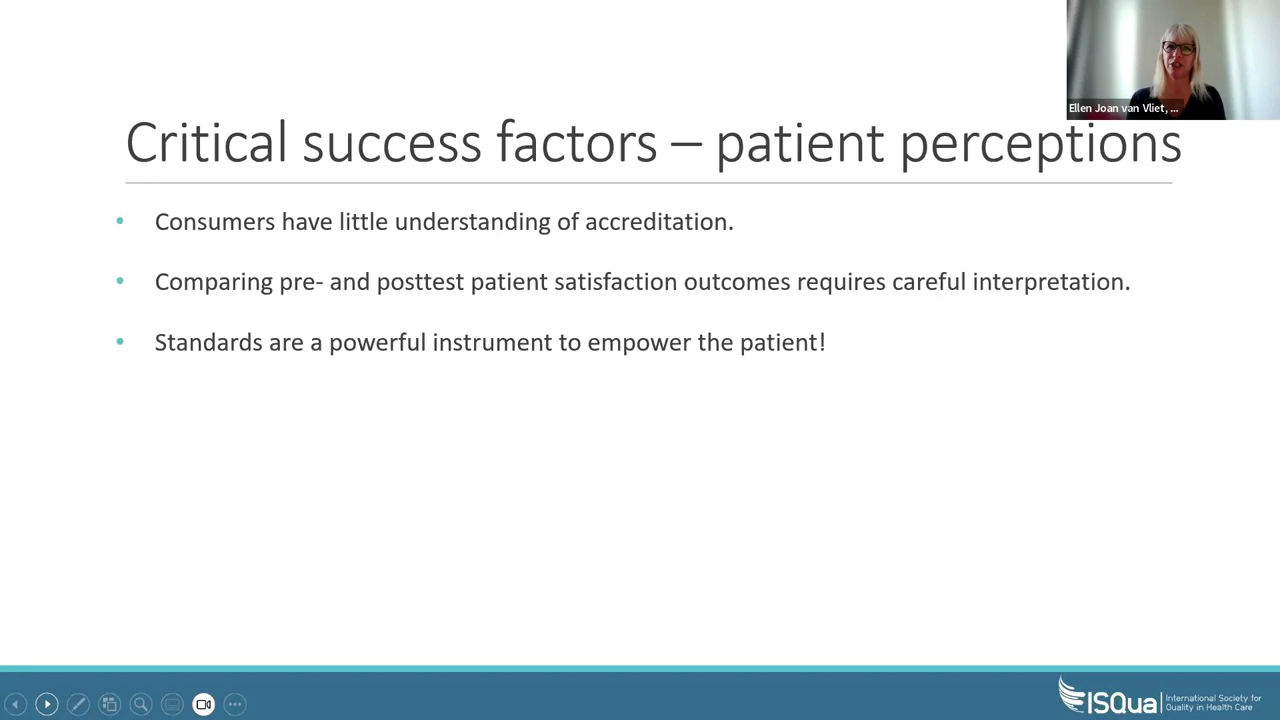 Ellen Joan van Vliet, ...
Critical success factors – patient perceptions
• Consumers have little understanding of accreditation.
• Comparing pre- and posttest patient satisfaction outcomes requires careful interpretation.
• Standards are a powerful instrument to empower the patient!
ISQua
International Society for
Quality in Health Care